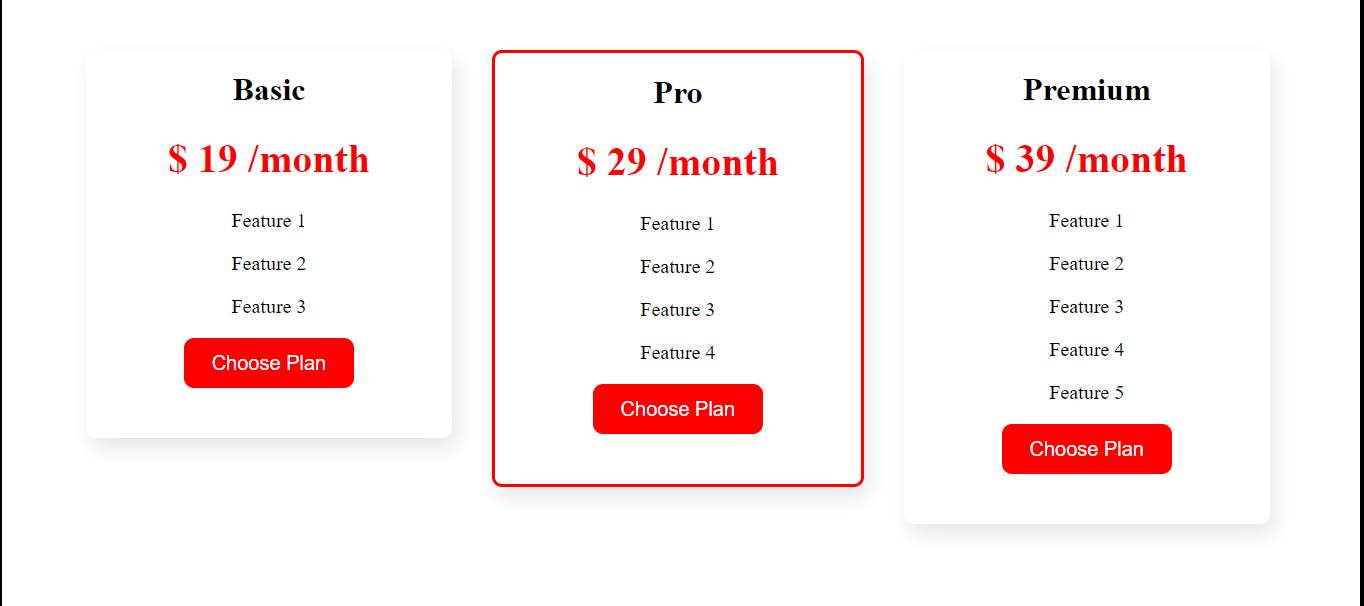 Basic
$ 19 /month
Feature 1
Feature 2
Feature 3
Choose Plan
Pro
$ 29 /month
Feature 1
Feature 2
Feature 3
Feature 4
Choose Plan
Premium
$ 39 /month
Feature 1
Feature 2
Feature 3
Feature 4
Feature 5
Choose Plan